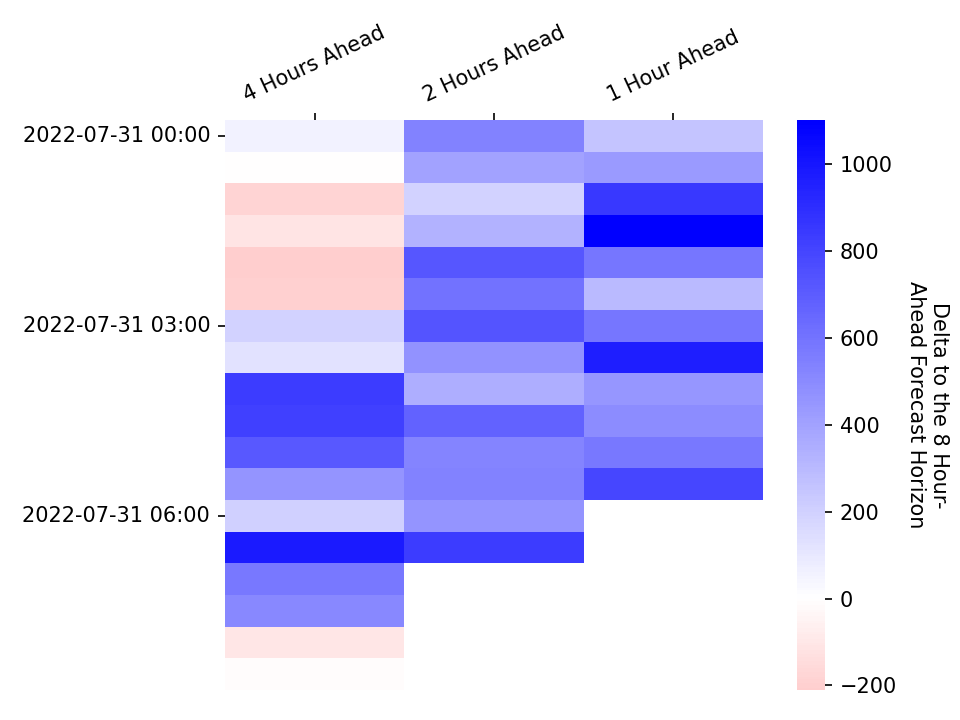 4 Hours Ahead
2 Hours Ahead
1 Hour Ahead
2022-07-31 00:00
2022-07-31 03:00
2022-07-31 06:00
1000
800
600
400
200
0
−200
Delta to the 8 Hour-
Ahead Forecast Horizon